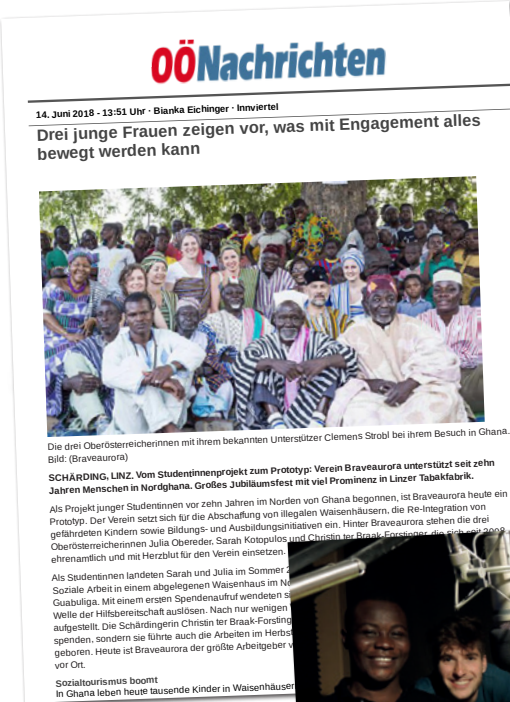 OÖNachrichten
14. Juni 2018 - 13:51 Uhr · Bianka Eichinger · Innviertel
Drei junge Frauen zeigen vor, was mit Engagement alles
bewegt werden kann
Die drei Oberösterreicherinnen mit ihrem bekannten Unterstützer Clemens Strobl bei ihrem Besuch in Ghana.
Bild: (Braveaurora)
SCHÄRDING, LINZ. Vom Studentinnenprojekt zum Prototyp: Verein Braveaurora unterstützt seit zehn
Jahren Menschen in Nordghana. Großes Jubiläumsfest mit viel Prominenz in Linzer Tabakfabrik.
Als Projekt junger Studentinnen vor zehn Jahren im Norden von Ghana begonnen, ist Braveaurora heute ein
Prototyp. Der Verein setzt sich für die Abschaffung von illegalen Waisenhäusern, die Re-Integration von
gefährdeten Kindern sowie Bildungs- und Ausbildungsinitiativen ein. Hinter Braveaurora stehen die drei
Oberösterreicherinnen Julia Obereder, Sarah Kotopulos und Christin ter Braak-Forstinger, die sich seit 2008
ehrenamtlich und mit Herzblut für den Verein einsetzen.
Als Studentinnen landeten Sarah und Julia im Sommer
Soziale Arbeit in einem abgelegenen Waisenhaus im
Guabuliga. Mit einem ersten Spendenaufruf wendeten
Welle der Hilfsbereitschaft auslösen. Nach nur wenigen
aufgestellt. Die Schärdingerin Christin ter Braak-Forsting
spenden, sondern sie führte auch die Arbeiten im Herbst
geboren. Heute ist Braveaurora der größte Arbeitgeber
vor Ort.
Sozialtourismus boomt
In Ghana leben heute tausende Kinder in Waisenhäuser